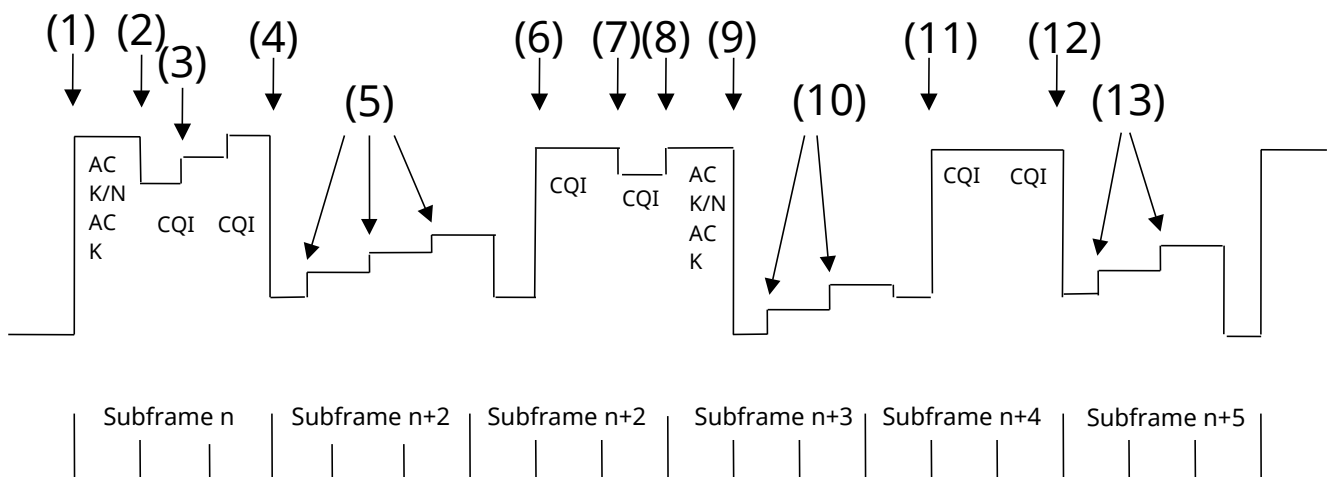 (1)
(2)
(3)
(4)
(5)
(6)
(7)
(8)
(9)
(10)
(11)
(12)
(13)
AC
K/N
AC
K
CQI
CQI
CQI
CQI
AC
K/N
AC
K
CQI
CQI
Subframe n
Subframe n+2
Subframe n+2
Subframe n+3
Subframe n+4
Subframe n+5